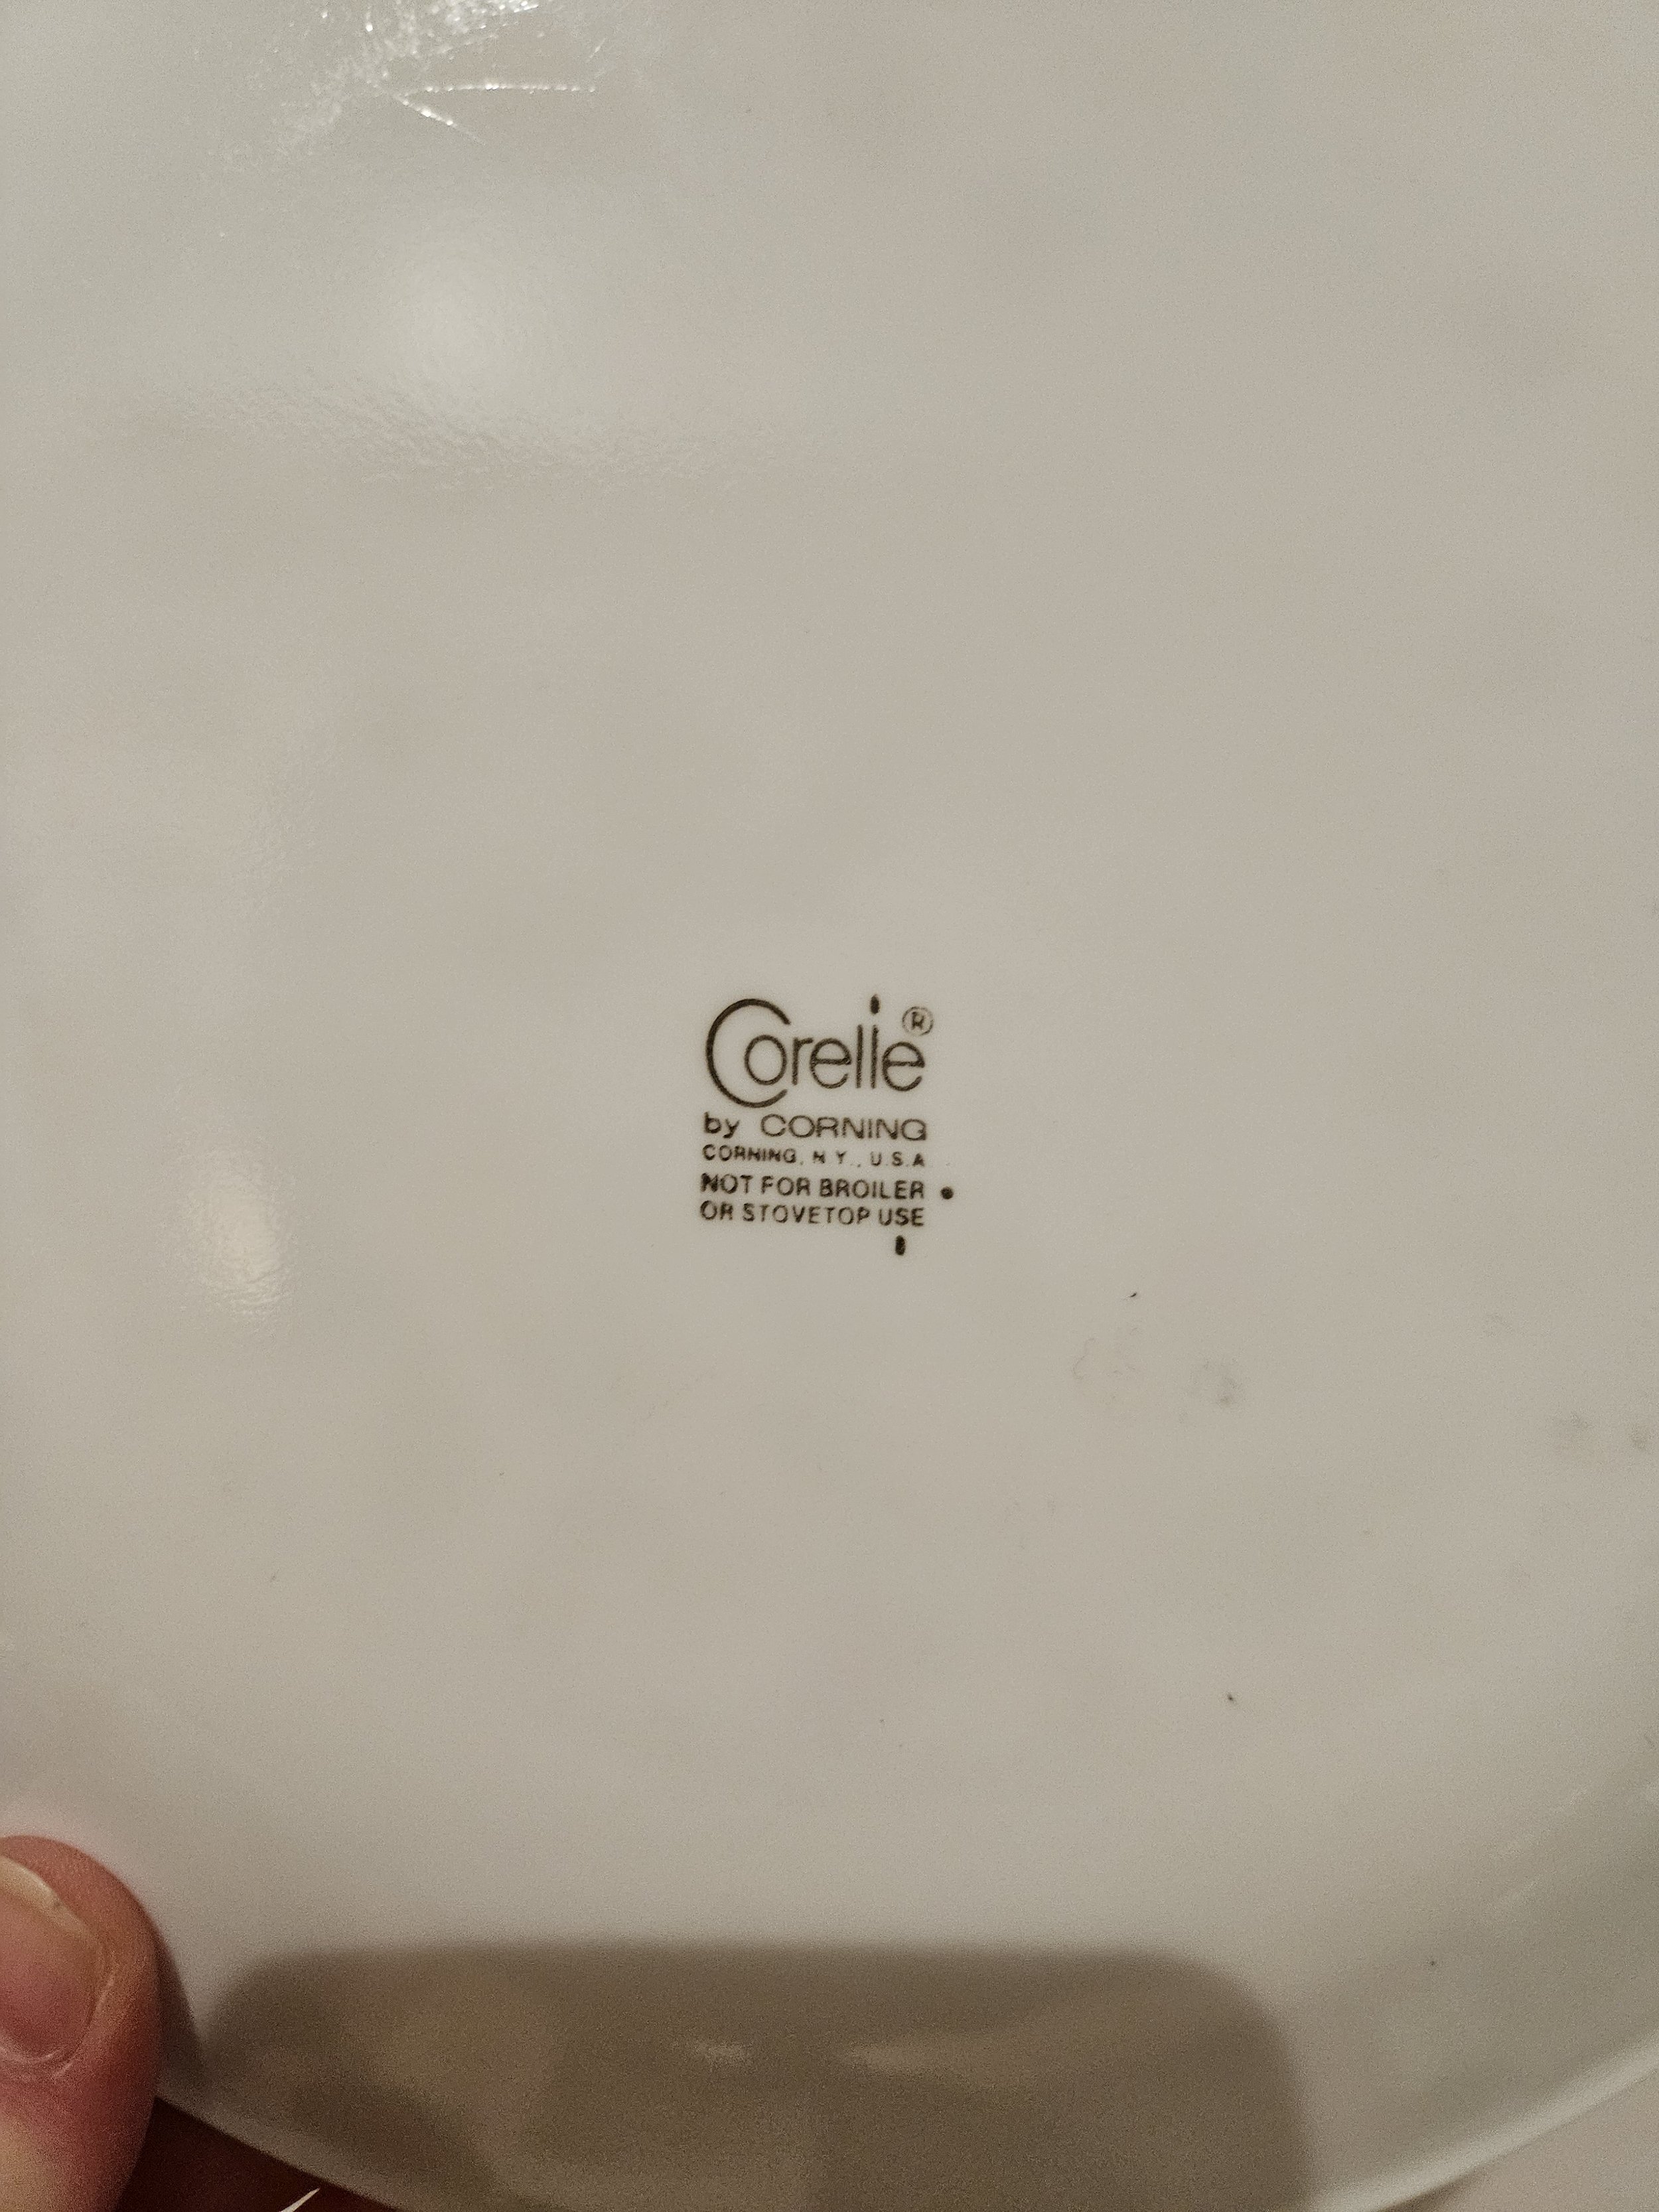 Corelle®
by CORNING
CORNING, N.Y., U.S.A.
NOT FOR BROILER
OR STOVETOP USE